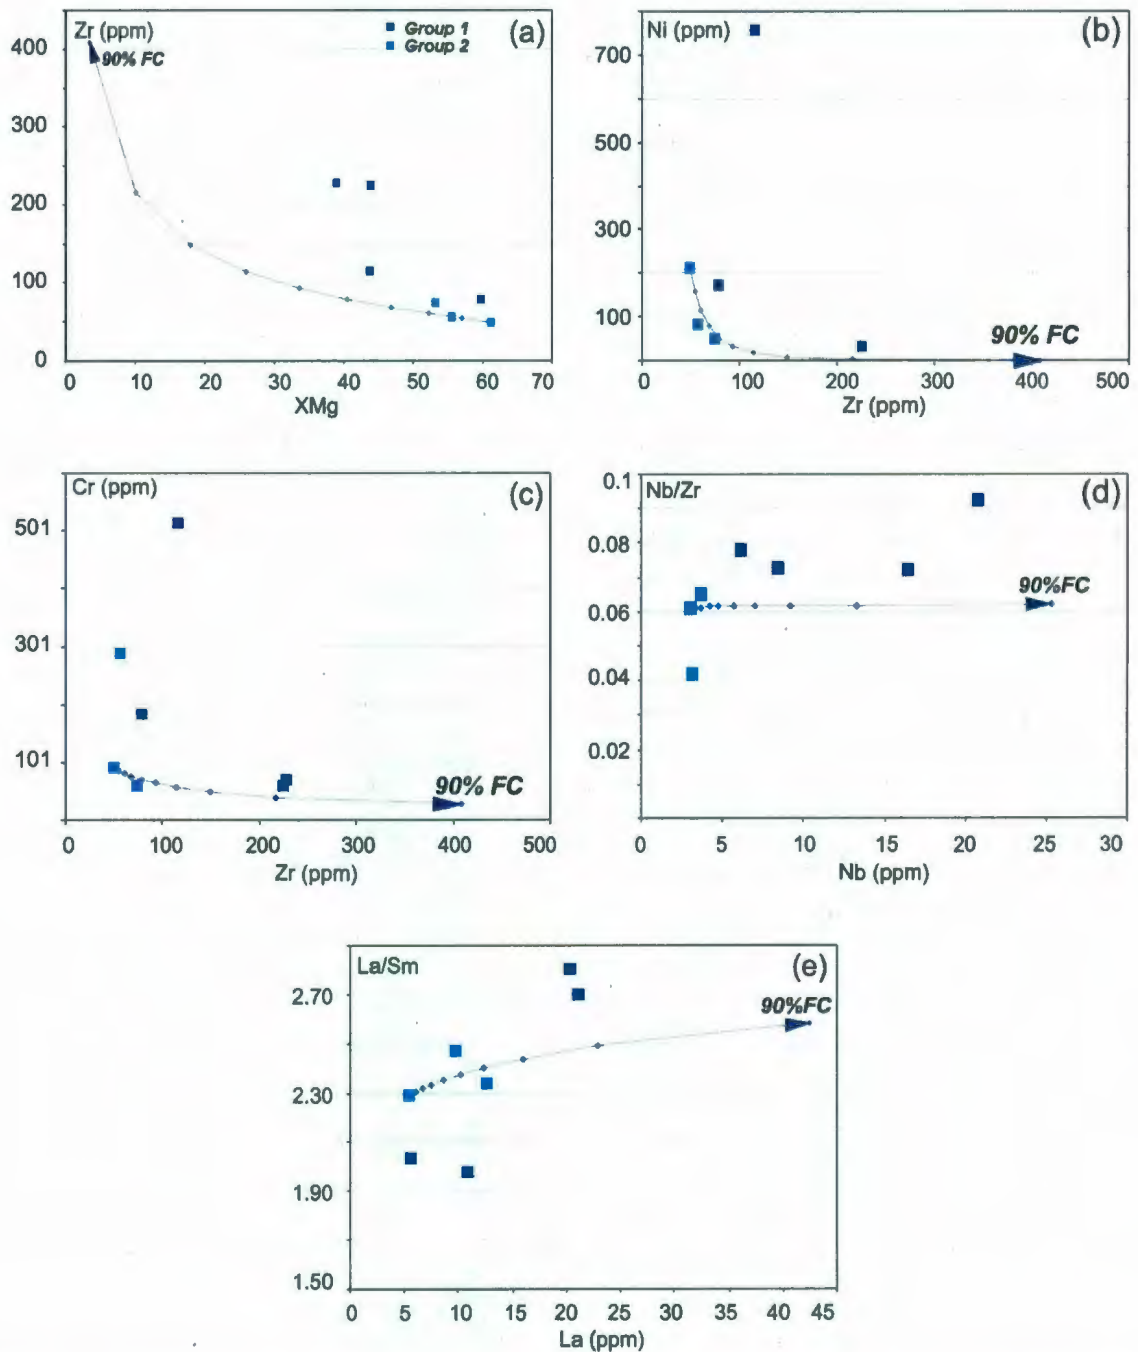 Zr (ppm)
Group 1
Group 2
(a)
90% FC
400
300
200
100
0
0 10 20 30 40 50 60 70
XMg
Ni (ppm)
(b)
700
500
300
100
90% FC
0 100 200 300 400 500
Zr (ppm)
Cr (ppm)
(c)
501
301
101
90% FC
0 100 200 300 400 500
Zr (ppm)
0.1
Nb/Zr
(d)
0.08
90%FC
0.06
0.04
0.02
0 5 10 15 20 25 30
Nb (ppm)
La/Sm
(e)
2.70
90%FC
2.30
1.90
1.50
0 5 10 15 20 25 30 35 40 45
La (ppm)